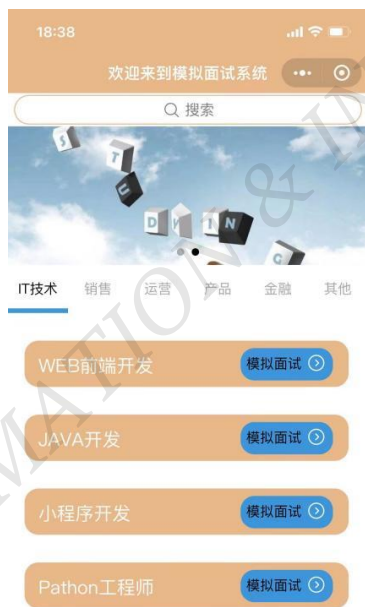 18:38
欢迎来到模拟面试系统
搜索
S T U D Y I N G
IT技术 销售 运营 产品 金融 其他
WEB前端开发 模拟面试
JAVA开发 模拟面试
小程序开发 模拟面试
Pathon工程师 模拟面试
MATION & IN